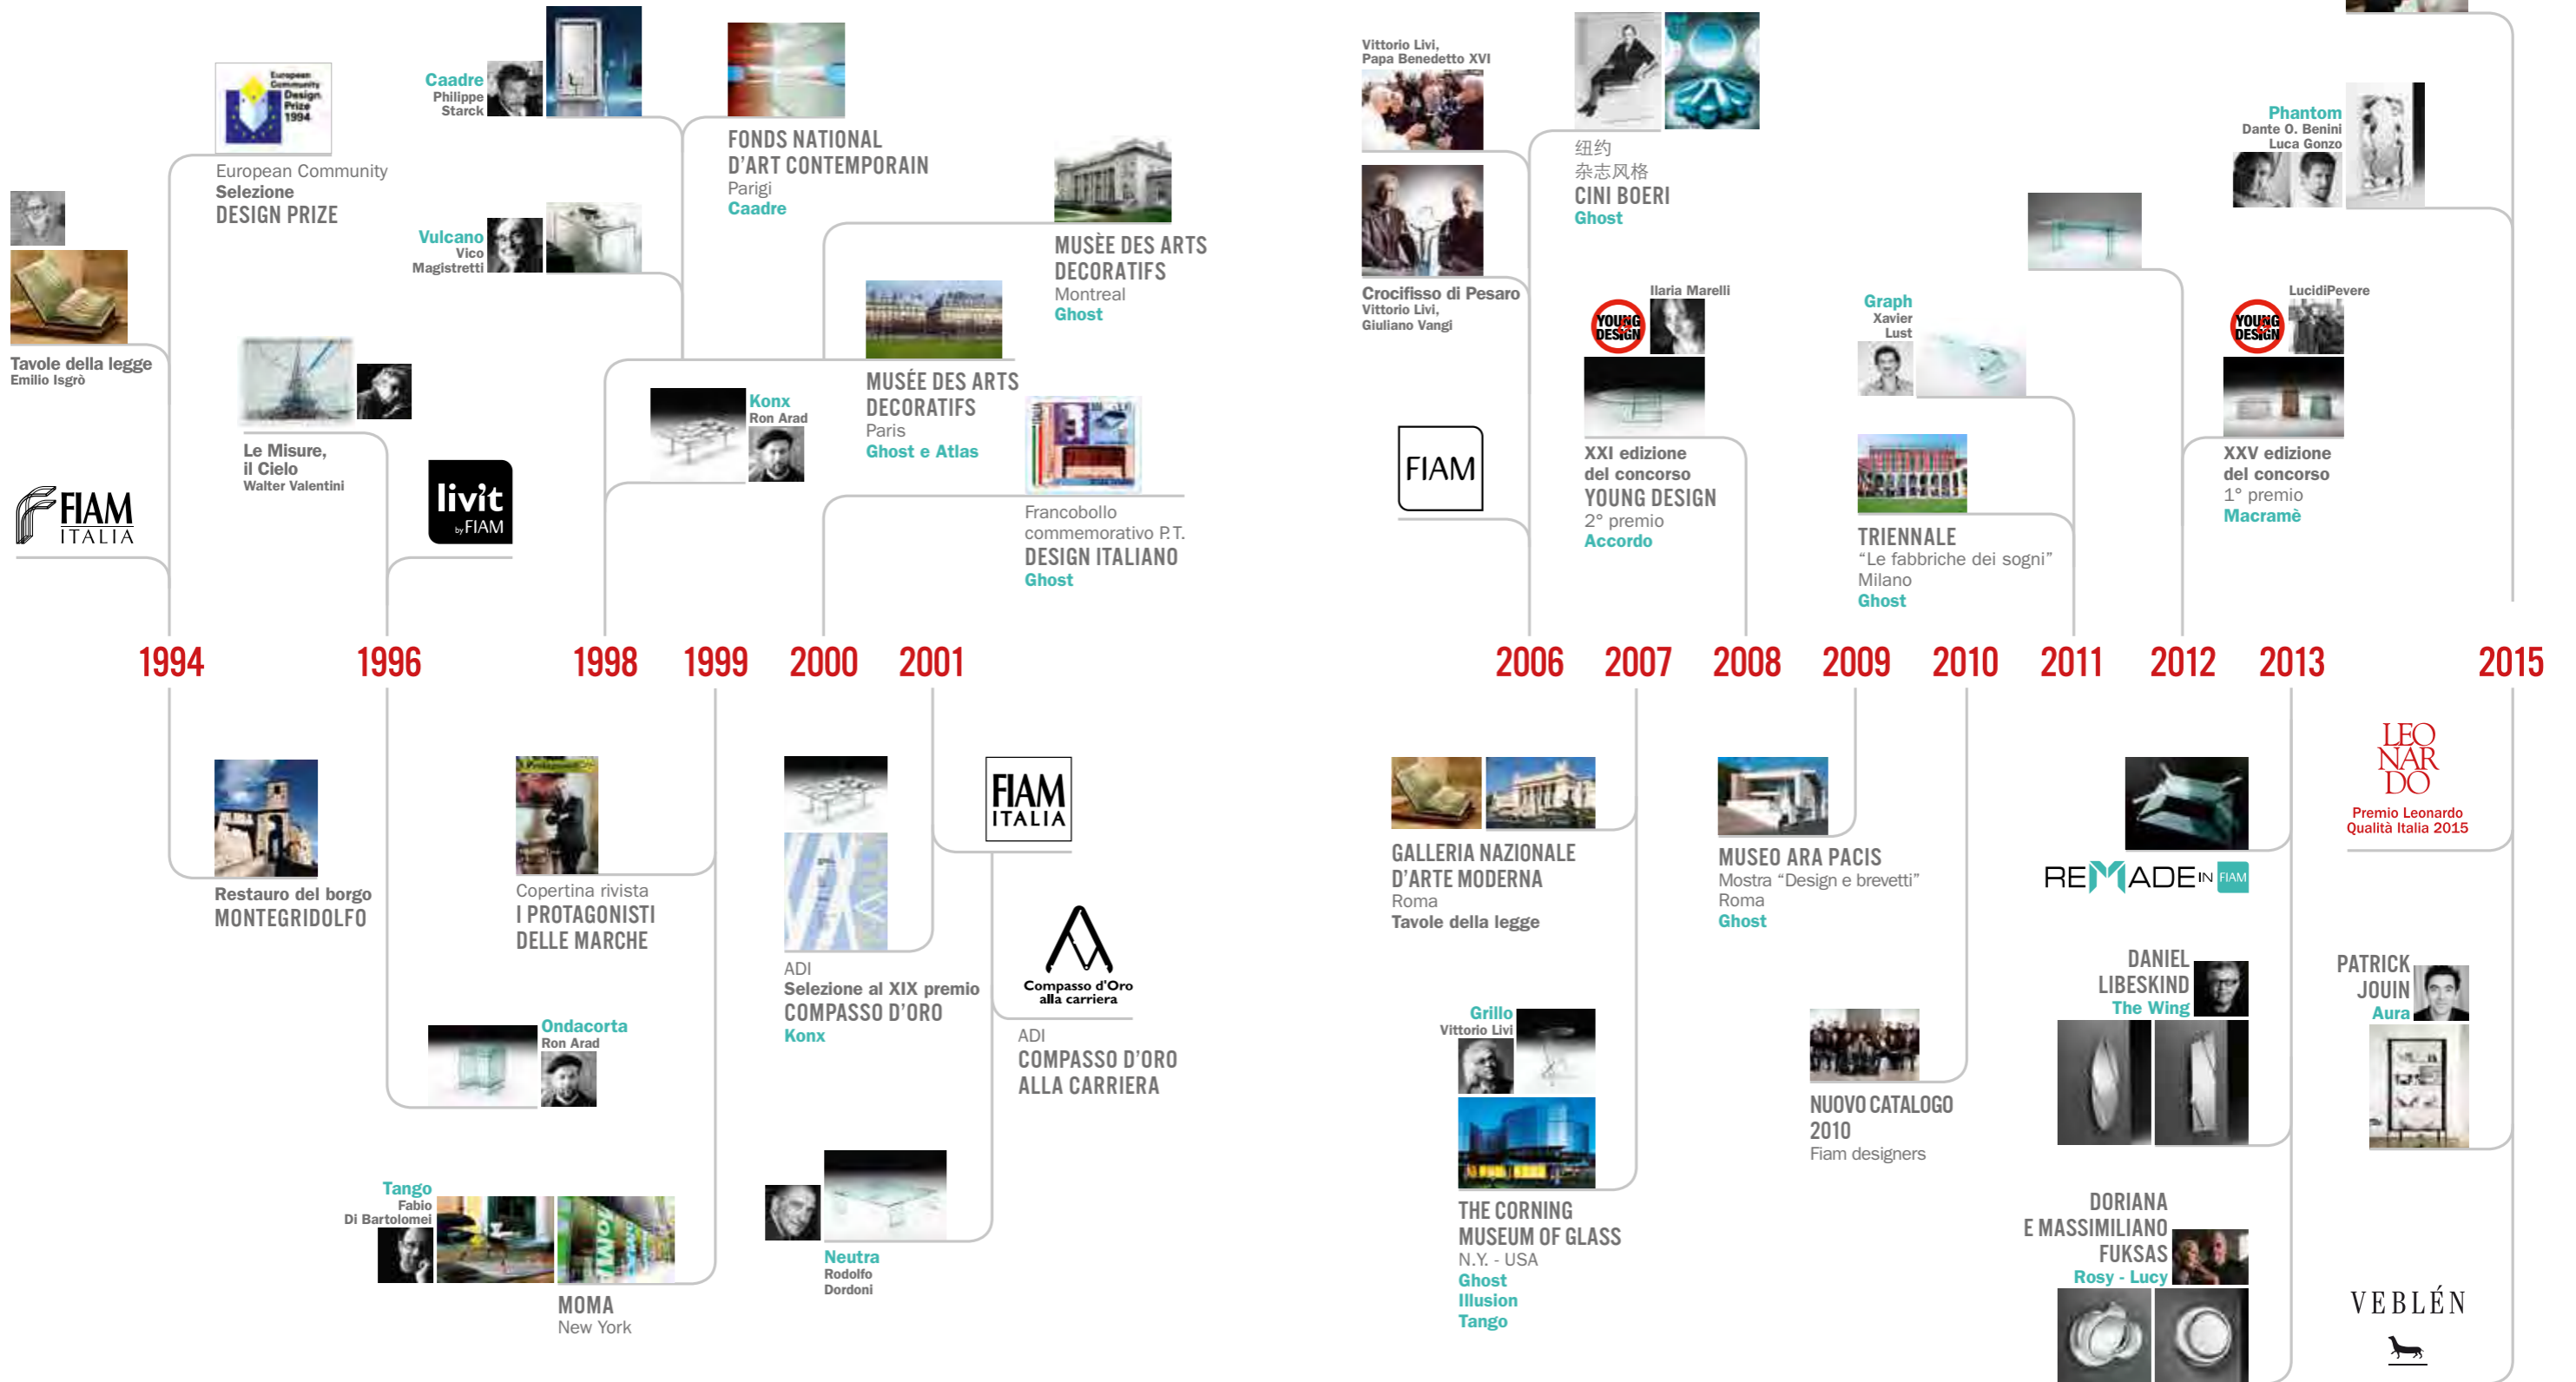 European
Community
Design
Prize
1994
European Community
Selezione
DESIGN PRIZE
Tavole della legge
Emilio Isgrò
FIAM
ITALIA
Le Misure,
il Cielo
Walter Valentini
livit
by FIAM
Caadre
Philippe
Starck
Vulcano
Vico
Magistretti
FONDS NATIONAL
D’ART CONTEMPORAIN
Parigi
Caadre
MUSÈE DES ARTS
DECORATIFS
Montreal
Ghost
MUSÉE DES ARTS
DECORATIFS
Paris
Ghost e Atlas
Konx
Ron Arad
Francobollo
commemorativo P.T.
DESIGN ITALIANO
Ghost
Vittorio Livi,
Papa Benedetto XVI
Crocifisso di Pesaro
Vittorio Livi,
Giuliano Vangi
FIAM
纽约
杂志风格
CINI BOERI
Ghost
Ilaria Marelli
YOUNG
&
DESIGN
XXI edizione
del concorso
YOUNG DESIGN
2° premio
Accordo
Graph
Xavier
Lust
TRIENNALE
“Le fabbriche dei sogni”
Milano
Ghost
Phantom
Dante O. Benini
Luca Gonzo
LucidiPevere
YOUNG
&
DESIGN
XXV edizione
del concorso
1° premio
Macramè
1994
1996
1998
1999
2000
2001
2006
2007
2008
2009
2010
2011
2012
2013
2015
Restauro del borgo
MONTEGRIDOLFO
Ondacorta
Ron Arad
Copertina rivista
I PROTAGONISTI
DELLE MARCHE
Tango
Fabio
Di Bartolomei
MOMA
New York
ADI
Selezione al XIX premio
COMPASSO D’ORO
Konx
FIAM
ITALIA
Compasso d'Oro
alla carriera
ADI
COMPASSO D’ORO
ALLA CARRIERA
Neutra
Rodolfo
Dordoni
GALLERIA NAZIONALE
D’ARTE MODERNA
Roma
Tavole della legge
Grillo
Vittorio Livi
THE CORNING
MUSEUM OF GLASS
N.Y. - USA
Ghost
Illusion
Tango
MUSEO ARA PACIS
Mostra “Design e brevetti”
Roma
Ghost
NUOVO CATALOGO
2010
Fiam designers
REMADE IN FIAM
DANIEL
LIBESKIND
The Wing
DORIANA
E MASSIMILIANO
FUKSAS
Rosy - Lucy
LEO
NAR
DO
Premio Leonardo
Qualità Italia 2015
PATRICK
JOUIN
Aura
VEBLÉN